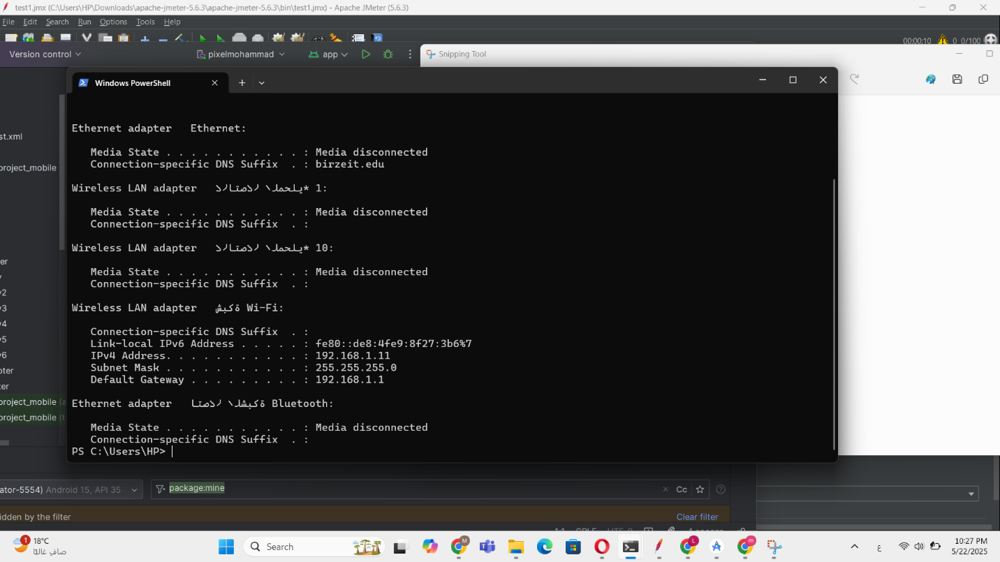 test1.jmx (C:\Users\HP\Downloads\apache-jmeter-5.6.3\apache-jmeter-5.6.3\bin\test1.jmx) - Apache JMeter (5.6.3)
File Edit Search Run Options Tools Help
00:00:10 0 0/100
Version control pixelmohammad app
Snipping Tool
Windows PowerShell
Ethernet adapter Ethernet:
Media State . . . . . . . . . . . : Media disconnected
Connection-specific DNS Suffix . : birzeit.edu
Wireless LAN adapter الاتصال المحلي* 1:
Media State . . . . . . . . . . . : Media disconnected
Connection-specific DNS Suffix . :
Wireless LAN adapter الاتصال المحلي* 10:
Media State . . . . . . . . . . . : Media disconnected
Connection-specific DNS Suffix . :
Wireless LAN adapter شبكة Wi-Fi:
Connection-specific DNS Suffix . :
Link-local IPv6 Address . . . . . : fe80::de8:4fe9:8f27:3b6%7
IPv4 Address. . . . . . . . . . . : 192.168.1.11
Subnet Mask . . . . . . . . . . . : 255.255.255.0
Default Gateway . . . . . . . . . : 192.168.1.1
Ethernet adapter اتصال الشبكة Bluetooth:
Media State . . . . . . . . . . . : Media disconnected
Connection-specific DNS Suffix . :
PS C:\Users\HP>
st.xml
project_mobile
er
v2
v3
v4
v5
v6
pter
ter
project_mobile (a
project_mobile (t
ator-5554) Android 15, API 35
package:mine
Cc
idden by the filter
Clear filter
1
18°C
صافٍ غالبًا
Search
M
L
m
ع
10:27 PM
5/22/2025